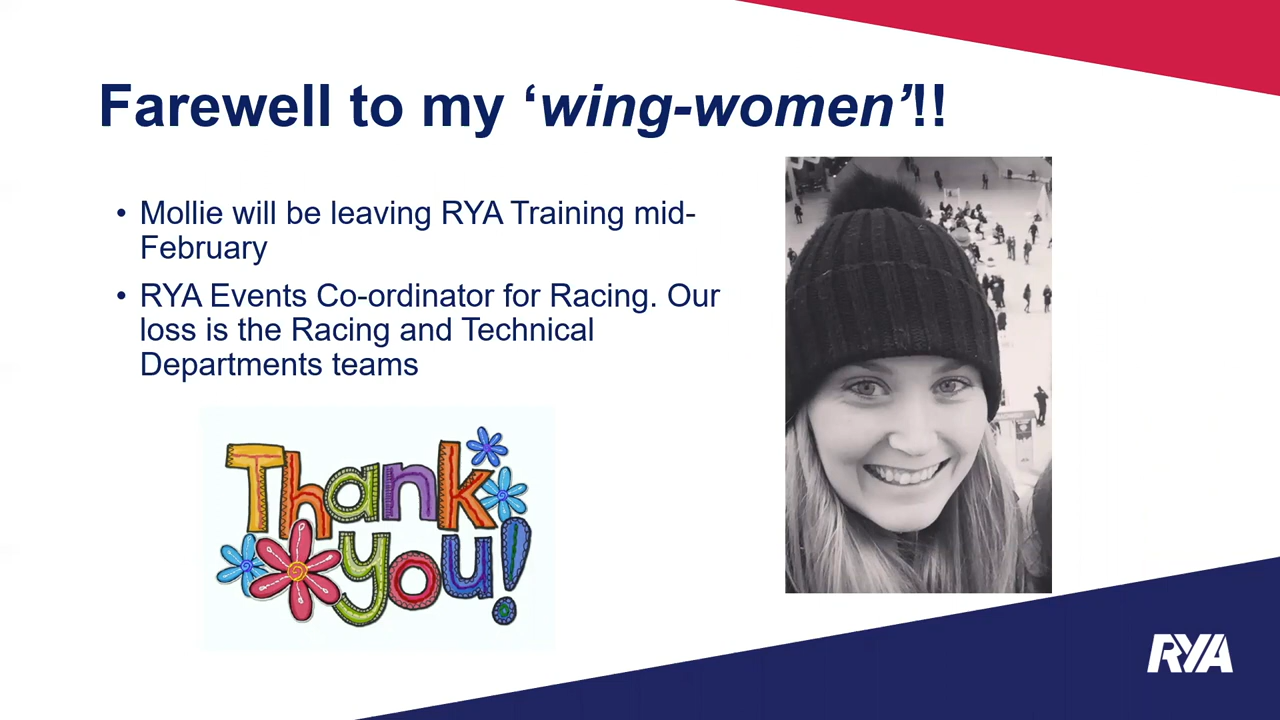 Farewell to my ‘wing-women’!!
• Mollie will be leaving RYA Training mid-
February
• RYA Events Co-ordinator for Racing. Our
loss is the Racing and Technical
Departments teams
Thank
you!
RYA